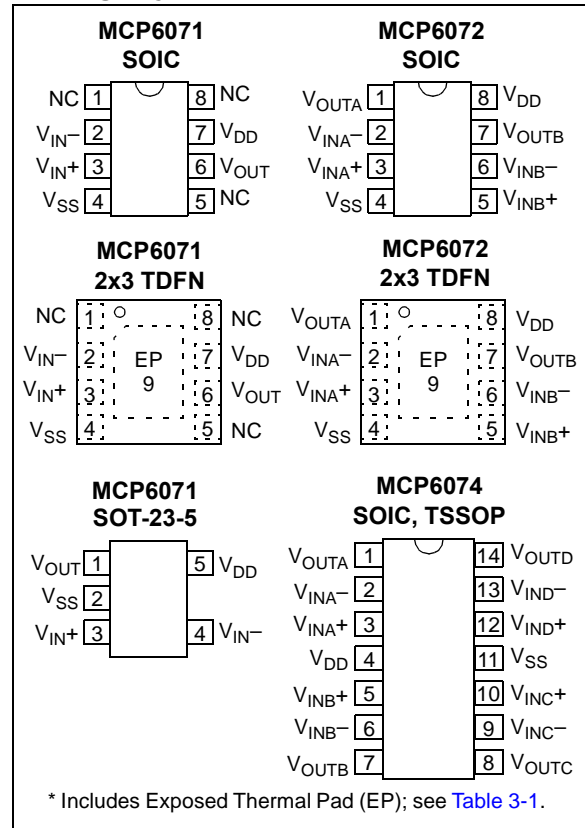 MCP6071
SOIC
NC 1 8 NC
VIN– 2 7 VDD
VIN+ 3 6 VOUT
VSS 4 5 NC
MCP6072
SOIC
VOUTA 1 8 VDD
VINA– 2 7 VOUTB
VINA+ 3 6 VINB–
VSS 4 5 VINB+
MCP6071
2x3 TDFN
NC 1 8 NC
VIN– 2 EP 7 VDD
VIN+ 3 9 6 VOUT
VSS 4 5 NC
MCP6072
2x3 TDFN
VOUTA 1 8 VDD
VINA– 2 EP 7 VOUTB
VINA+ 3 9 6 VINB–
VSS 4 5 VINB+
MCP6071
SOT-23-5
VOUT 1 5 VDD
VSS 2
VIN+ 3 4 VIN–
MCP6074
SOIC, TSSOP
VOUTA 1 14 VOUTD
VINA– 2 13 VIND–
VINA+ 3 12 VIND+
VDD 4 11 VSS
VINB+ 5 10 VINC+
VINB– 6 9 VINC–
VOUTB 7 8 VOUTC
* Includes Exposed Thermal Pad (EP); see Table 3-1.